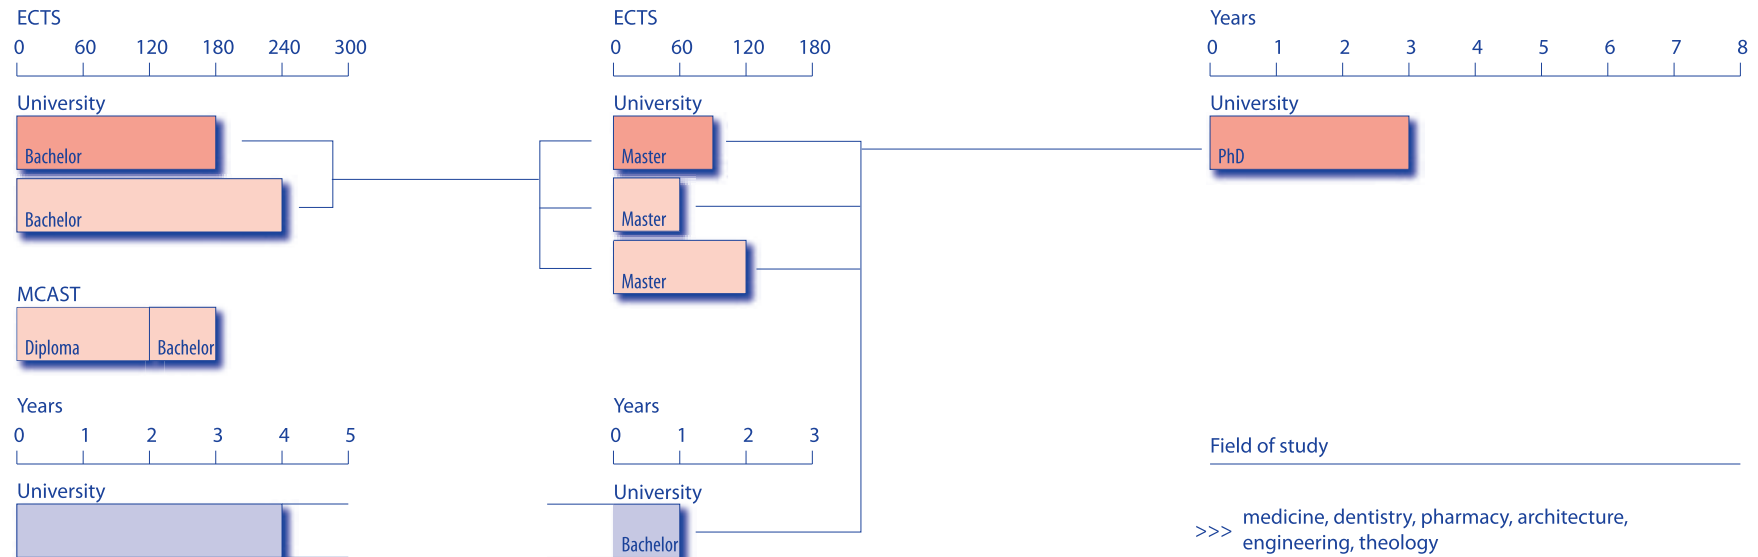 ECTS ECTS Years
0 60 120 180 240 300 0 60 120 180 0 1 2 3 4 5 6 7 8
University University University
Bachelor Master PhD
Bachelor Master
Master
MCAST
Diploma Bachelor
Years Years
0 1 2 3 4 5 0 1 2 3
Field of study
University University
>>> medicine, dentistry, pharmacy, architecture,
engineering, theology
Bachelor